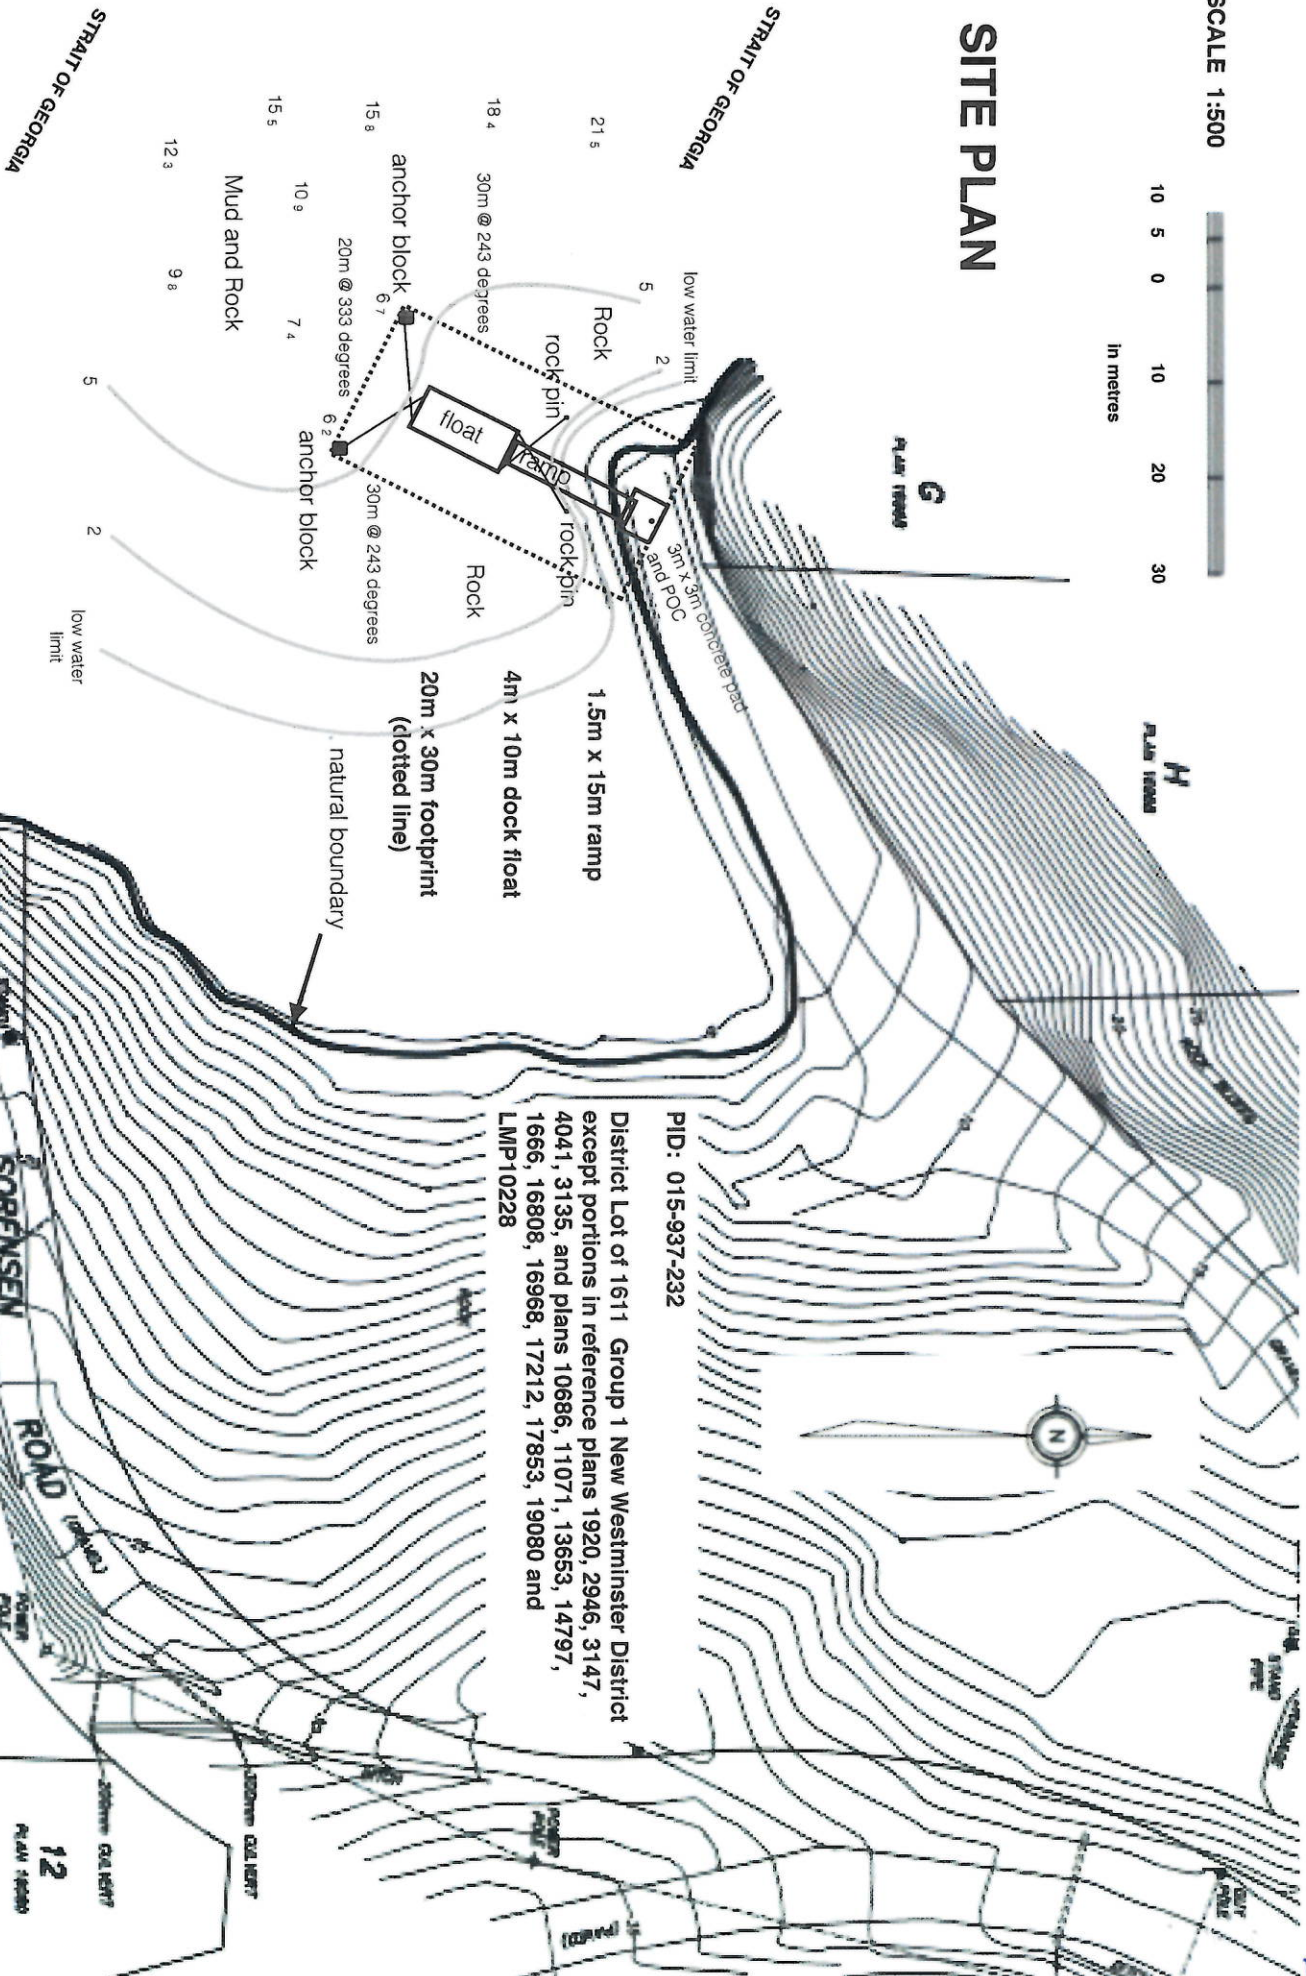 SCALE 1:500
10 5 0 10 20 30
in metres
SITE PLAN
STRAIT OF GEORGIA
STRAIT OF GEORGIA
G
H
low water limit
5
2
21 5
18 4
15 8
15 5
12 3
10 9
9 8
7 4
6 7
6 2
Rock
rock pin
30m @ 243 degrees
anchor block
20m @ 333 degrees
Mud and Rock
float
ramp
3m x 3m concrete pad
and POC
rock pin
Rock
30m @ 243 degrees
anchor block
5
2
low water
limit
1.5m x 15m ramp
4m x 10m dock float
20m x 30m footprint
(dotted line)
natural boundary
PID: 015-937-232
District Lot of 1611 Group 1 New Westminster District
except portions in reference plans 1920, 2946, 3147,
4041, 3135, and plans 10686, 11071, 13653, 14797,
1666, 16808, 16968, 17212, 17853, 19080 and
LMP10228
N
SORENSEN
ROAD
(GRAVEL)
POWER
POLE
POWER
POLE
STAND
PIPE
CULVERT
CULVERT
12